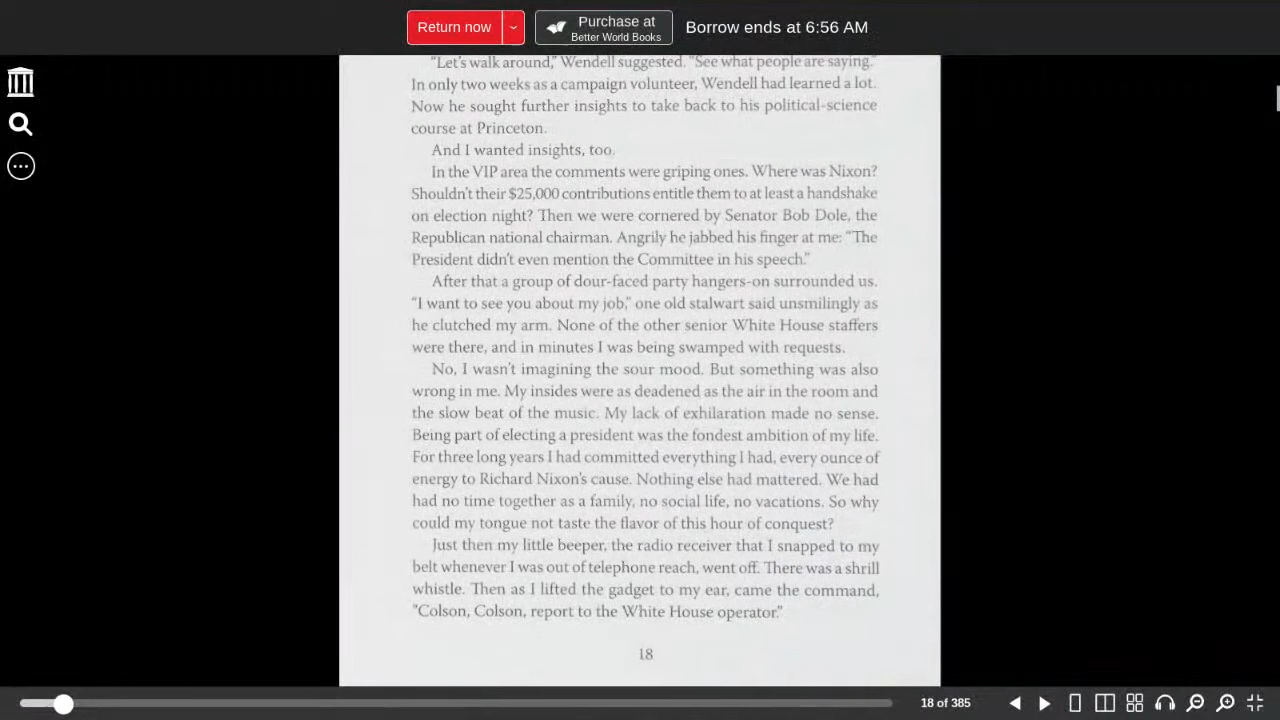 Return now
Purchase at
Better World Books
Borrow ends at 6:56 AM
"Let's walk around," Wendell suggested. "See what people are saying."
In only two weeks as a campaign volunteer, Wendell had learned a lot.
Now he sought further insights to take back to his political-science
course at Princeton.
And I wanted insights, too.
In the VIP area the comments were griping ones. Where was Nixon?
Shouldn't their $25,000 contributions entitle them to at least a handshake
on election night? Then we were cornered by Senator Bob Dole, the
Republican national chairman. Angrily he jabbed his finger at me: "The
President didn't even mention the Committee in his speech."
After that a group of dour-faced party hangers-on surrounded us.
"I want to see you about my job," one old stalwart said unsmilingly as
he clutched my arm. None of the other senior White House staffers
were there, and in minutes I was being swamped with requests.
No, I wasn't imagining the sour mood. But something was also
wrong in me. My insides were as deadened as the air in the room and
the slow beat of the music. My lack of exhilaration made no sense.
Being part of electing a president was the fondest ambition of my life.
For three long years I had committed everything I had, every ounce of
energy to Richard Nixon's cause. Nothing else had mattered. We had
had no time together as a family, no social life, no vacations. So why
could my tongue not taste the flavor of this hour of conquest?
Just then my little beeper, the radio receiver that I snapped to my
belt whenever I was out of telephone reach, went off. There was a shrill
whistle. Then as I lifted the gadget to my ear, came the command,
"Colson, Colson, report to the White House operator."
18
18 of 385